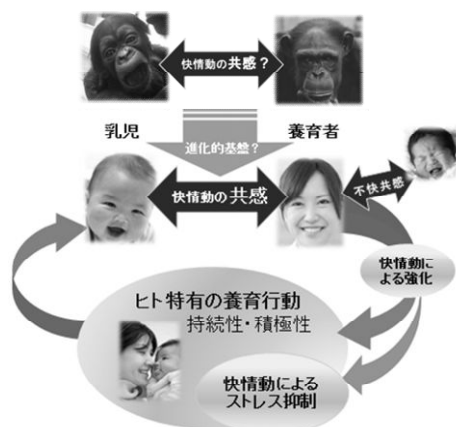 快情動の共感？
乳児
養育者
進化的基盤？
快情動の共感
不快共感
快情動に
よる強化
ヒト特有の養育行動
持続性・積極性
快情動による
ストレス抑制